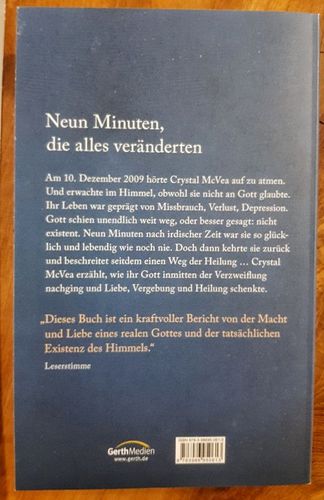 Neun Minuten,
die alles veränderten
Am 10. Dezember 2009 hörte Crystal McVea auf zu atmen.
Und erwachte im Himmel, obwohl sie nicht an Gott glaubte.
Ihr Leben war geprägt von Missbrauch, Verlust, Depression.
Gott schien unendlich weit weg, oder besser gesagt: nicht
existent. Neun Minuten nach irdischer Zeit war sie so glück-
lich und lebendig wie noch nie. Doch dann kehrte sie zurück
und beschreitet seitdem einen Weg der Heilung ... Crystal
McVea erzählt, wie ihr Gott inmitten der Verzweiflung
nachging und Liebe, Vergebung und Heilung schenkte.
„Dieses Buch ist ein kraftvoller Bericht von der Macht
und Liebe eines realen Gottes und der tatsächlichen
Existenz des Himmels.“
Leserstimme
GerthMedien
www.gerth.de